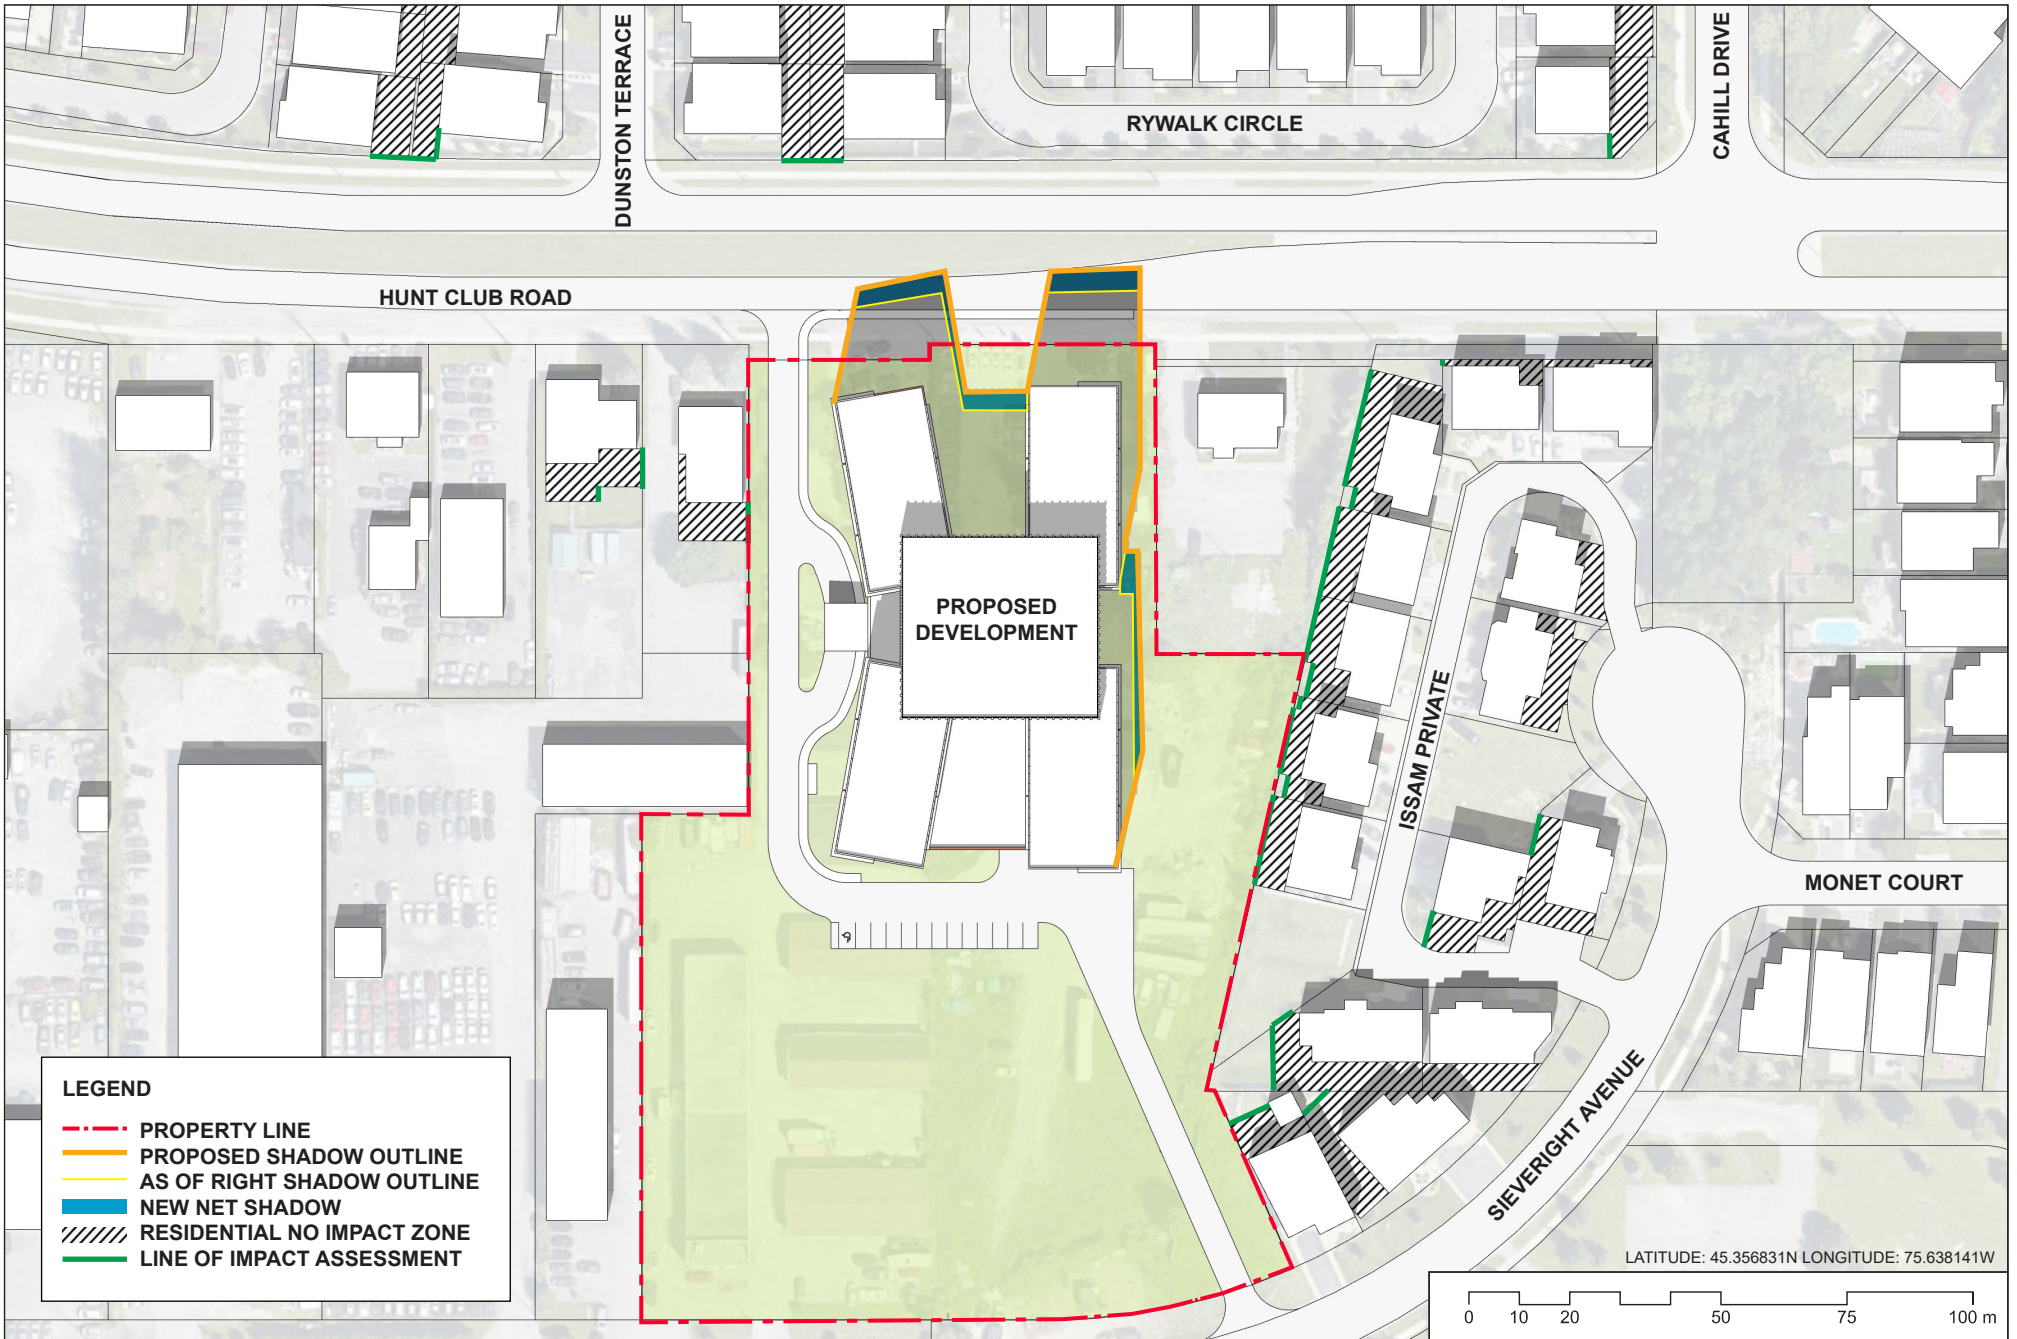 DUNSTON TERRACE
RYWALK CIRCLE
CAHILL DRIVE
HUNT CLUB ROAD
PROPOSED
DEVELOPMENT
ISSAM PRIVATE
MONET COURT
SIEVERIGHT AVENUE
LEGEND
PROPERTY LINE
PROPOSED SHADOW OUTLINE
AS OF RIGHT SHADOW OUTLINE
NEW NET SHADOW
RESIDENTIAL NO IMPACT ZONE
LINE OF IMPACT ASSESSMENT
LATITUDE: 45.356831N LONGITUDE: 75.638141W
0 10 20 50 75 100 m